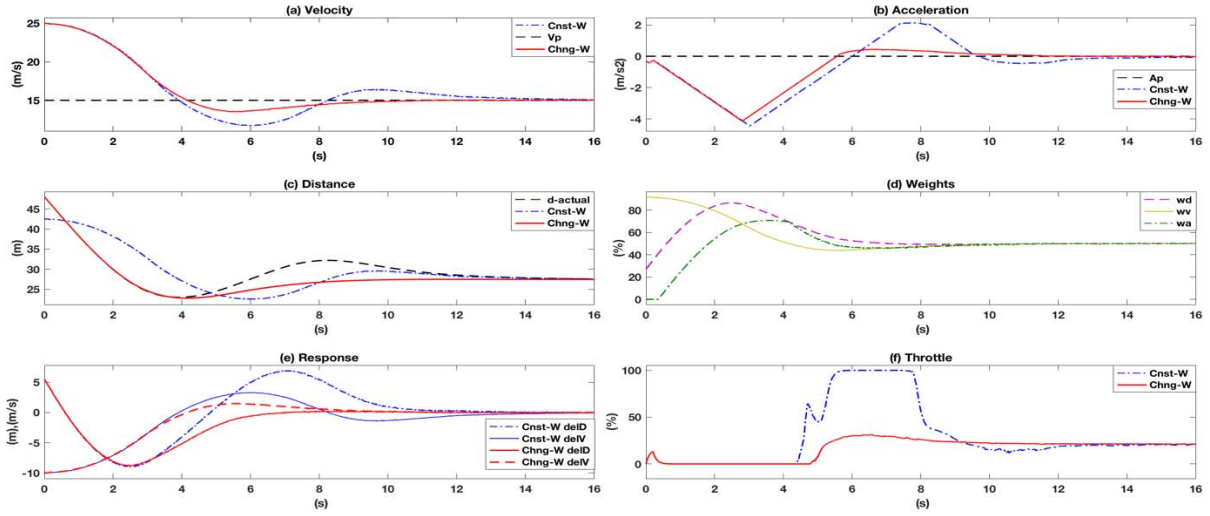 (a) Velocity
25
20
15
(m/s)
0 2 4 6 8 10 12 14 16
(s)
Cnst-W
Vp
Chng-W
(b) Acceleration
2
0
-2
-4
(m/s2)
0 2 4 6 8 10 12 14 16
(s)
Ap
Cnst-W
Chng-W
(c) Distance
45
40
35
30
25
(m)
0 2 4 6 8 10 12 14 16
(s)
d-actual
Cnst-W
Chng-W
(d) Weights
80
60
40
20
0
(%)
0 2 4 6 8 10 12 14 16
(s)
wd
wv
wa
(e) Response
5
0
-5
-10
(m),(m/s)
0 2 4 6 8 10 12 14 16
(s)
Cnst-W delD
Cnst-W delV
Chng-W delD
Chng-W delV
(f) Throttle
100
50
0
(%)
0 2 4 6 8 10 12 14 16
(s)
Cnst-W
Chng-W